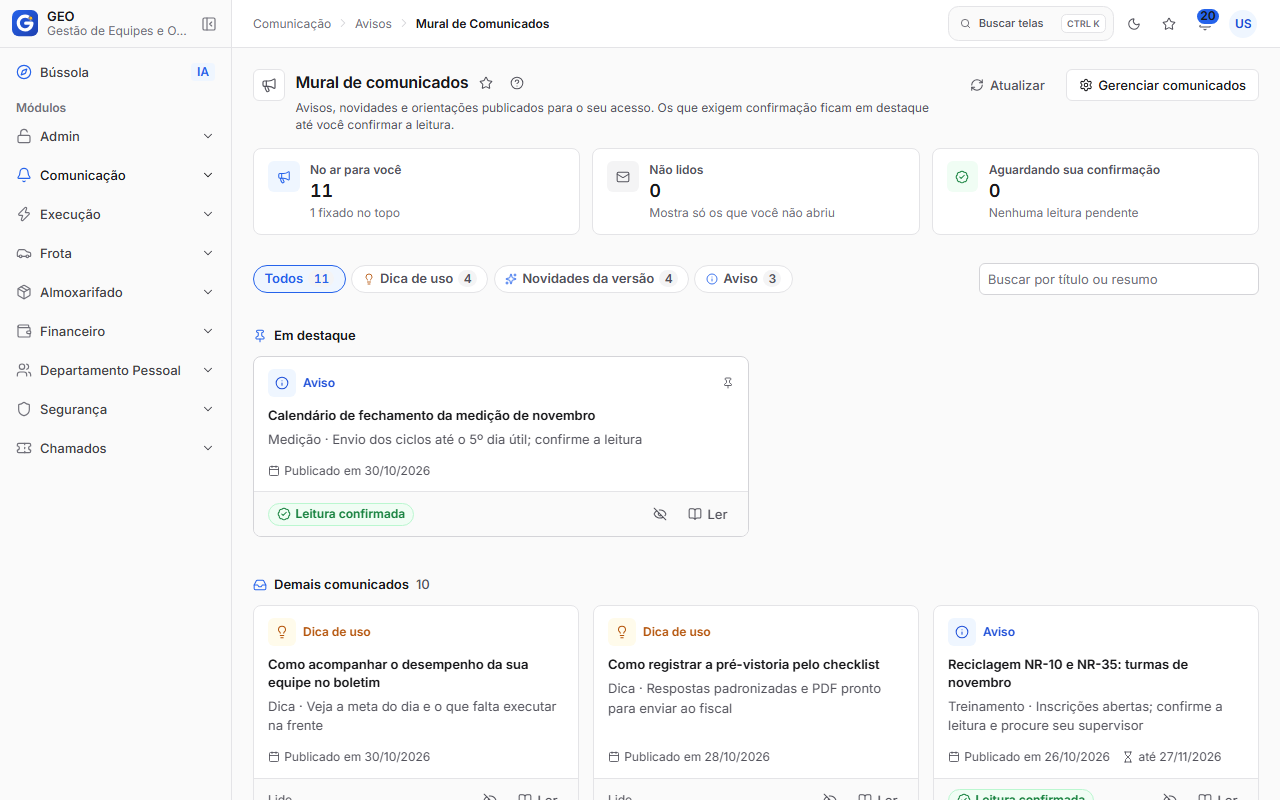 GEO
Gestão de Equipes e O...
Bússola
IA
Módulos
Admin
Comunicação
Execução
Frota
Almoxarifado
Financeiro
Departamento Pessoal
Segurança
Chamados
Comunicação
Avisos
Mural de Comunicados
Buscar telas
CTRL K
20
US
Mural de comunicados
Avisos, novidades e orientações publicados para o seu acesso. Os que exigem confirmação ficam em destaque
até você confirmar a leitura.
Atualizar
Gerenciar comunicados
No ar para você
11
1 fixado no topo
Não lidos
0
Mostra só os que você não abriu
Aguardando sua confirmação
0
Nenhuma leitura pendente
Todos 11
Dica de uso 4
Novidades da versão 4
Aviso 3
Buscar por título ou resumo
Em destaque
Aviso
Calendário de fechamento da medição de novembro
Medição · Envio dos ciclos até o 5º dia útil; confirme a leitura
Publicado em 30/10/2026
Leitura confirmada
Ler
Demais comunicados 10
Dica de uso
Como acompanhar o desempenho da sua
equipe no boletim
Dica · Veja a meta do dia e o que falta executar
na frente
Publicado em 30/10/2026
Lido
Ler
Dica de uso
Como registrar a pré-vistoria pelo checklist
Dica · Respostas padronizadas e PDF pronto
para enviar ao fiscal
Publicado em 28/10/2026
Lido
Ler
Aviso
Reciclagem NR-10 e NR-35: turmas de
novembro
Treinamento · Inscrições abertas; confirme a
leitura e procure seu supervisor
Publicado em 26/10/2026
até 27/11/2026
Leitura confirmada
Ler